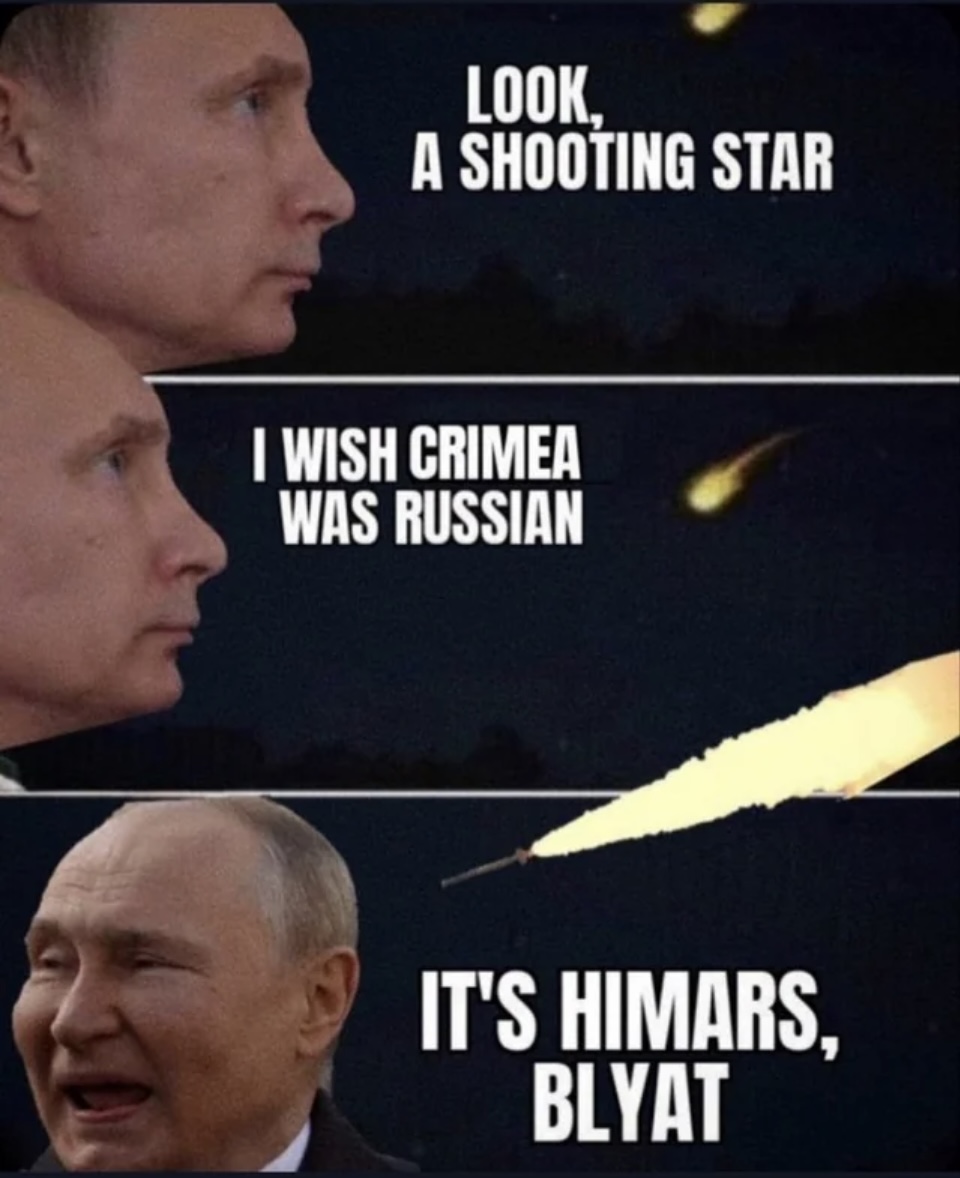 LOOK,
A SHOOTING STAR
I WISH CRIMEA
WAS RUSSIAN
IT'S HIMARS,
BLYAT